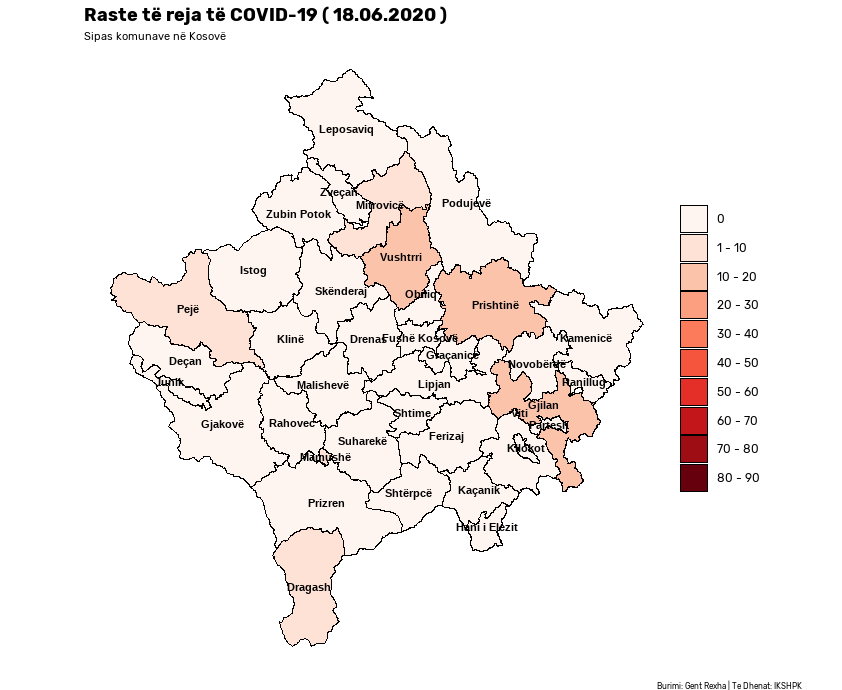 Raste të reja të COVID-19 ( 18.06.2020 )
Sipas komunave në Kosovë
Leposaviq
Zveçan
Mitrovicë
Podujevë
Zubin Potok
Vushtrri
Istog
Skënderaj
Obiliq
Prishtinë
Pejë
Klinë
Drenas
Fushë Kosovë
Kamenicë
Graçanicë
Deçan
Novobërdë
Junik
Malishevë
Lipjan
Ranillug
Gjilan
Shtime
Viti
Gjakovë
Rahovec
Partesh
Suharekë
Ferizaj
Kllokot
Mamushë
Prizren
Shtërpcë
Kaçanik
Hani i Elezit
Dragash
0
1 - 10
10 - 20
20 - 30
30 - 40
40 - 50
50 - 60
60 - 70
70 - 80
80 - 90
Burimi: Gent Rexha | Te Dhenat: IKSHPK